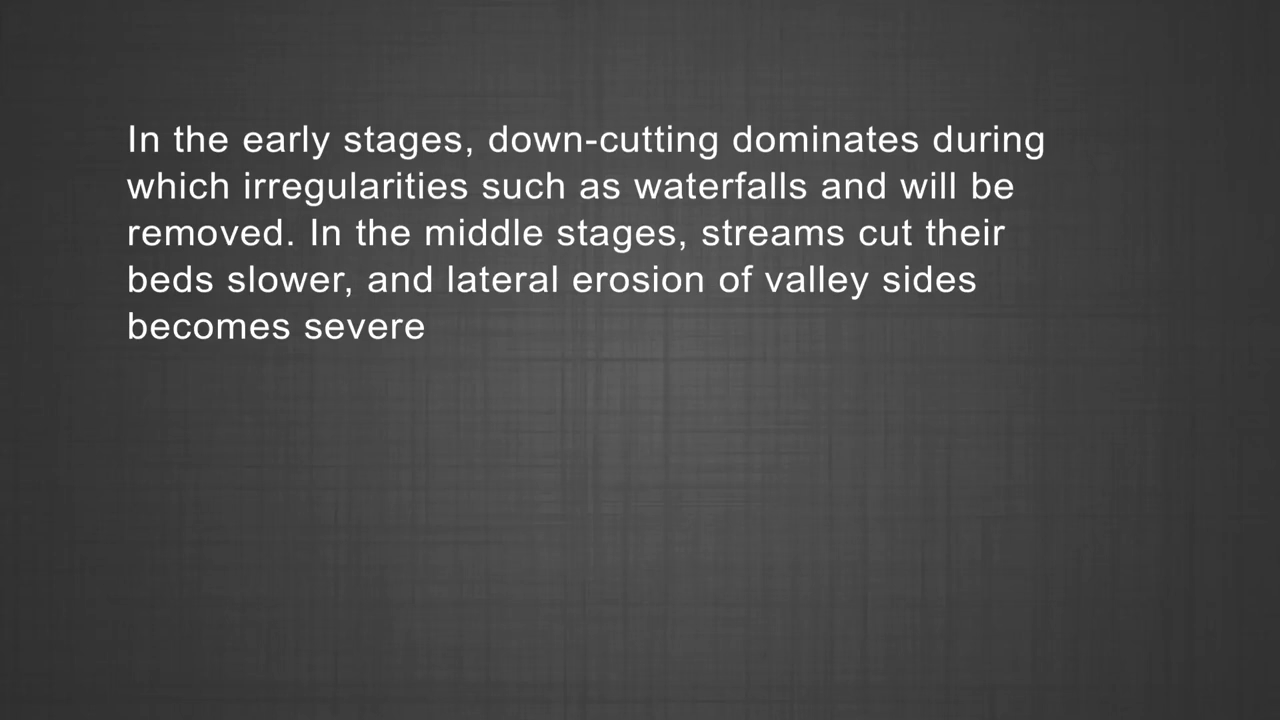 In the early stages, down-cutting dominates during
which irregularities such as waterfalls and will be
removed. In the middle stages, streams cut their
beds slower, and lateral erosion of valley sides
becomes severe